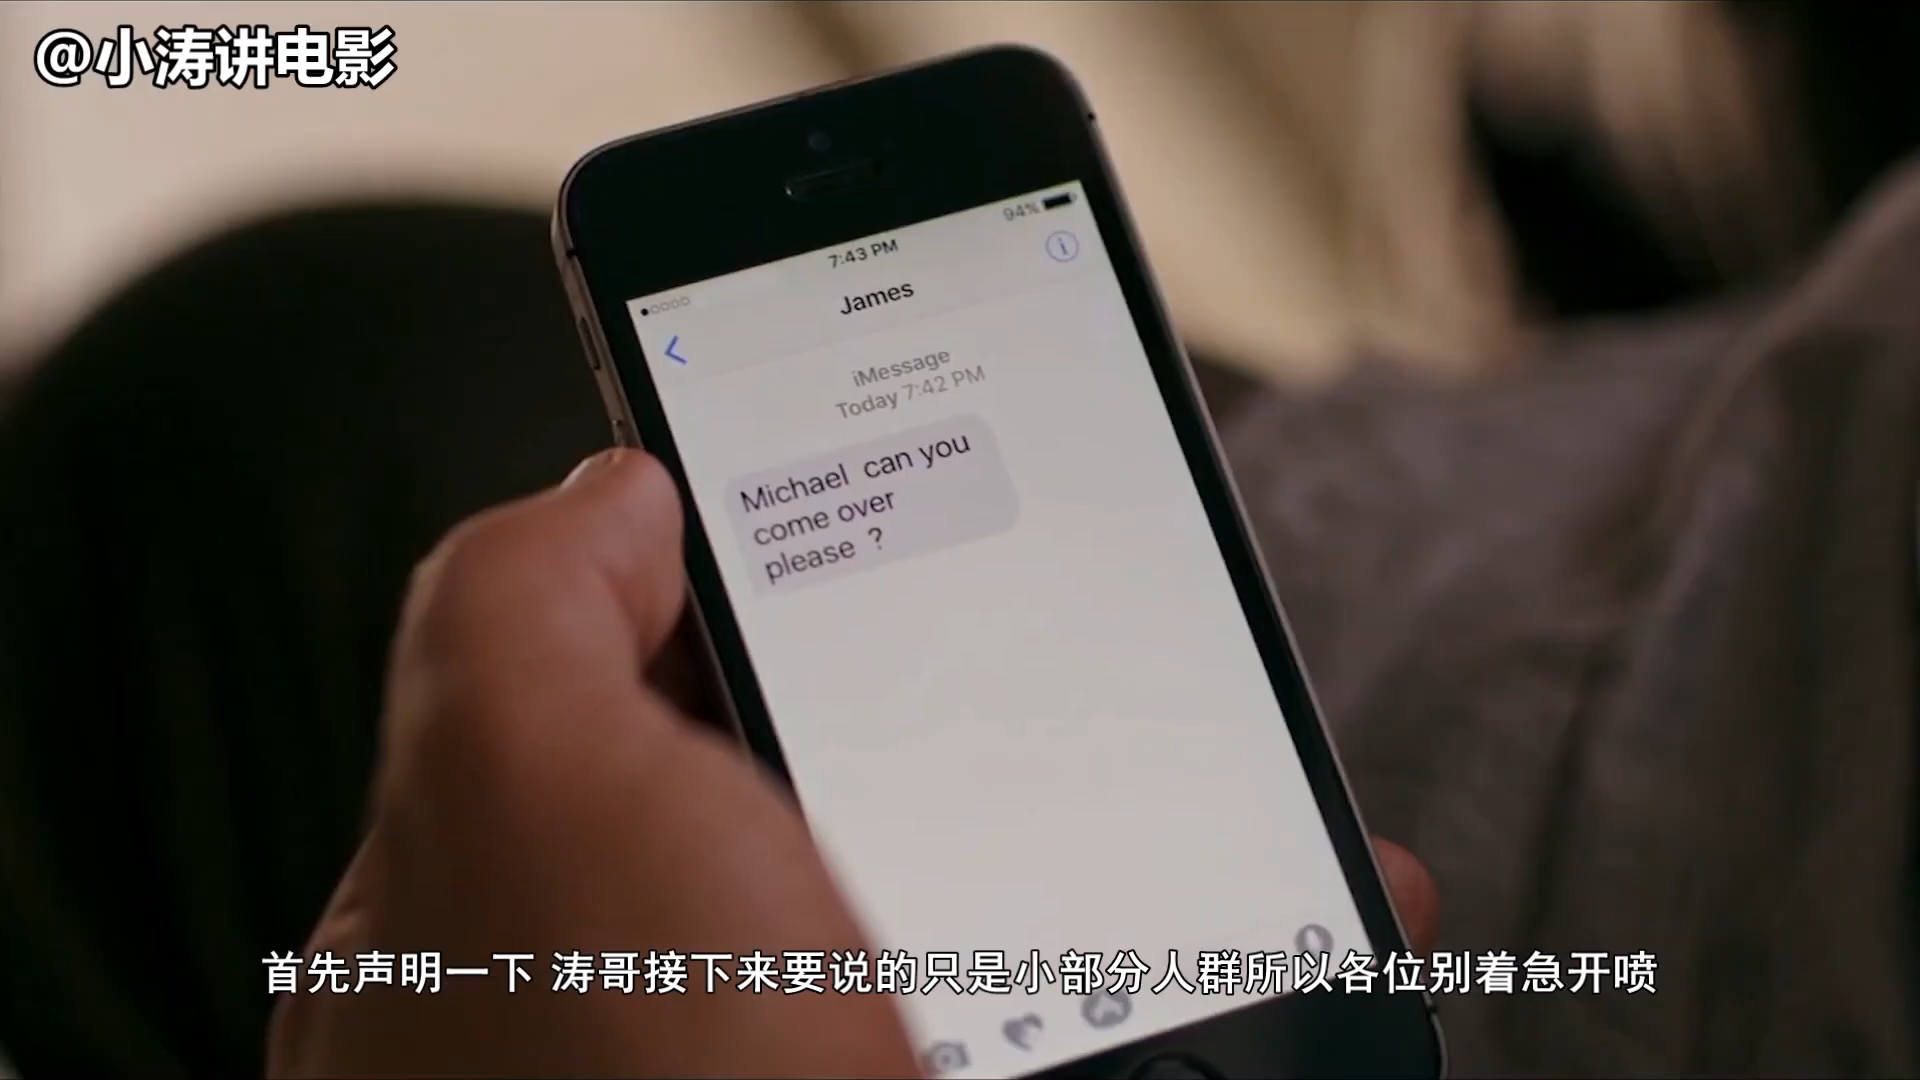 @小涛讲电影
94%
7:43 PM
James
iMessage
Today 7:42 PM
Michael can you
come over
please ?
首先声明一下 涛哥接下来要说的只是小部分人群所以各位别着急开喷